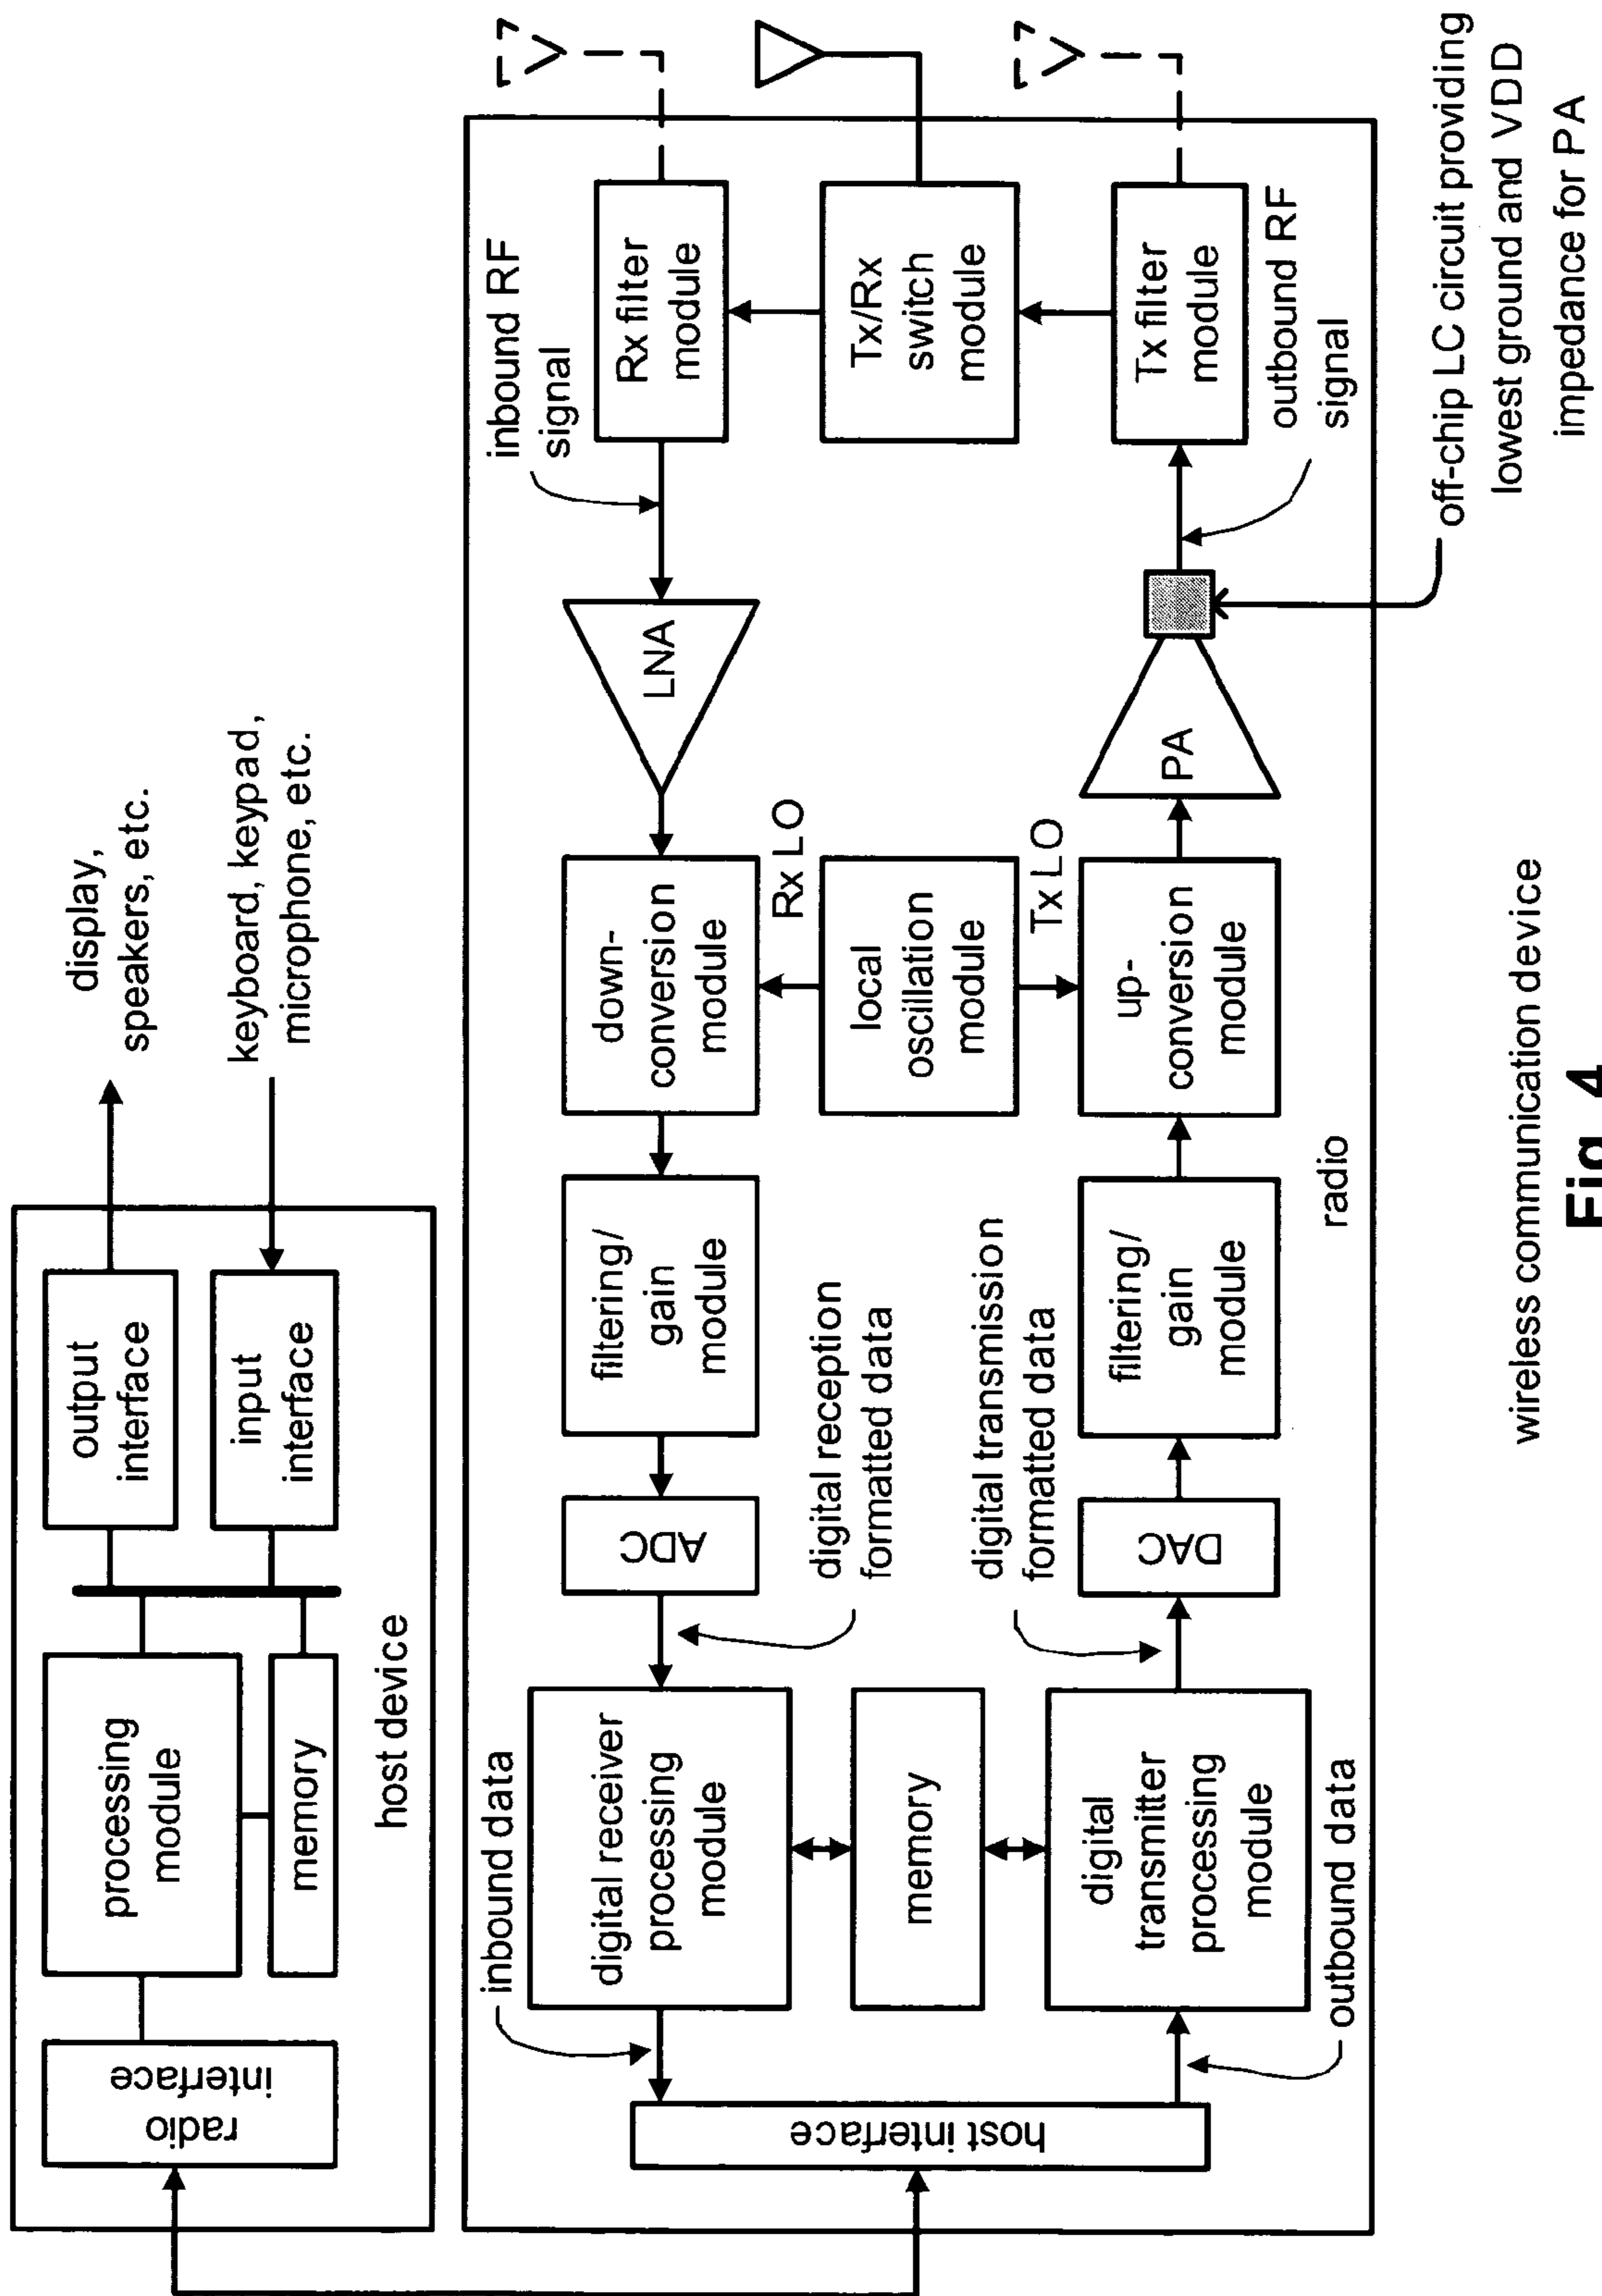 display,
speakers, etc.
keyboard, keypad,
microphone, etc.
output
interface
input
interface
processing
module
memory
radio
interface
host device
inbound RF
signal
Rx filter
module
LNA
down-
conversion
module
filtering/
gain
module
ADC
digital reception
formatted data
digital receiver
processing
module
inbound data
Tx/Rx
switch
module
Rx LO
local
oscillation
module
Tx LO
memory
host interface
outbound data
digital
transmitter
processing
module
digital transmission
formatted data
DAC
filtering/
gain
module
up-
conversion
module
PA
outbound RF
signal
Tx filter
module
radio
off-chip LC circuit providing
lowest ground and VDD
impedance for PA
wireless communication device
Fig. 4